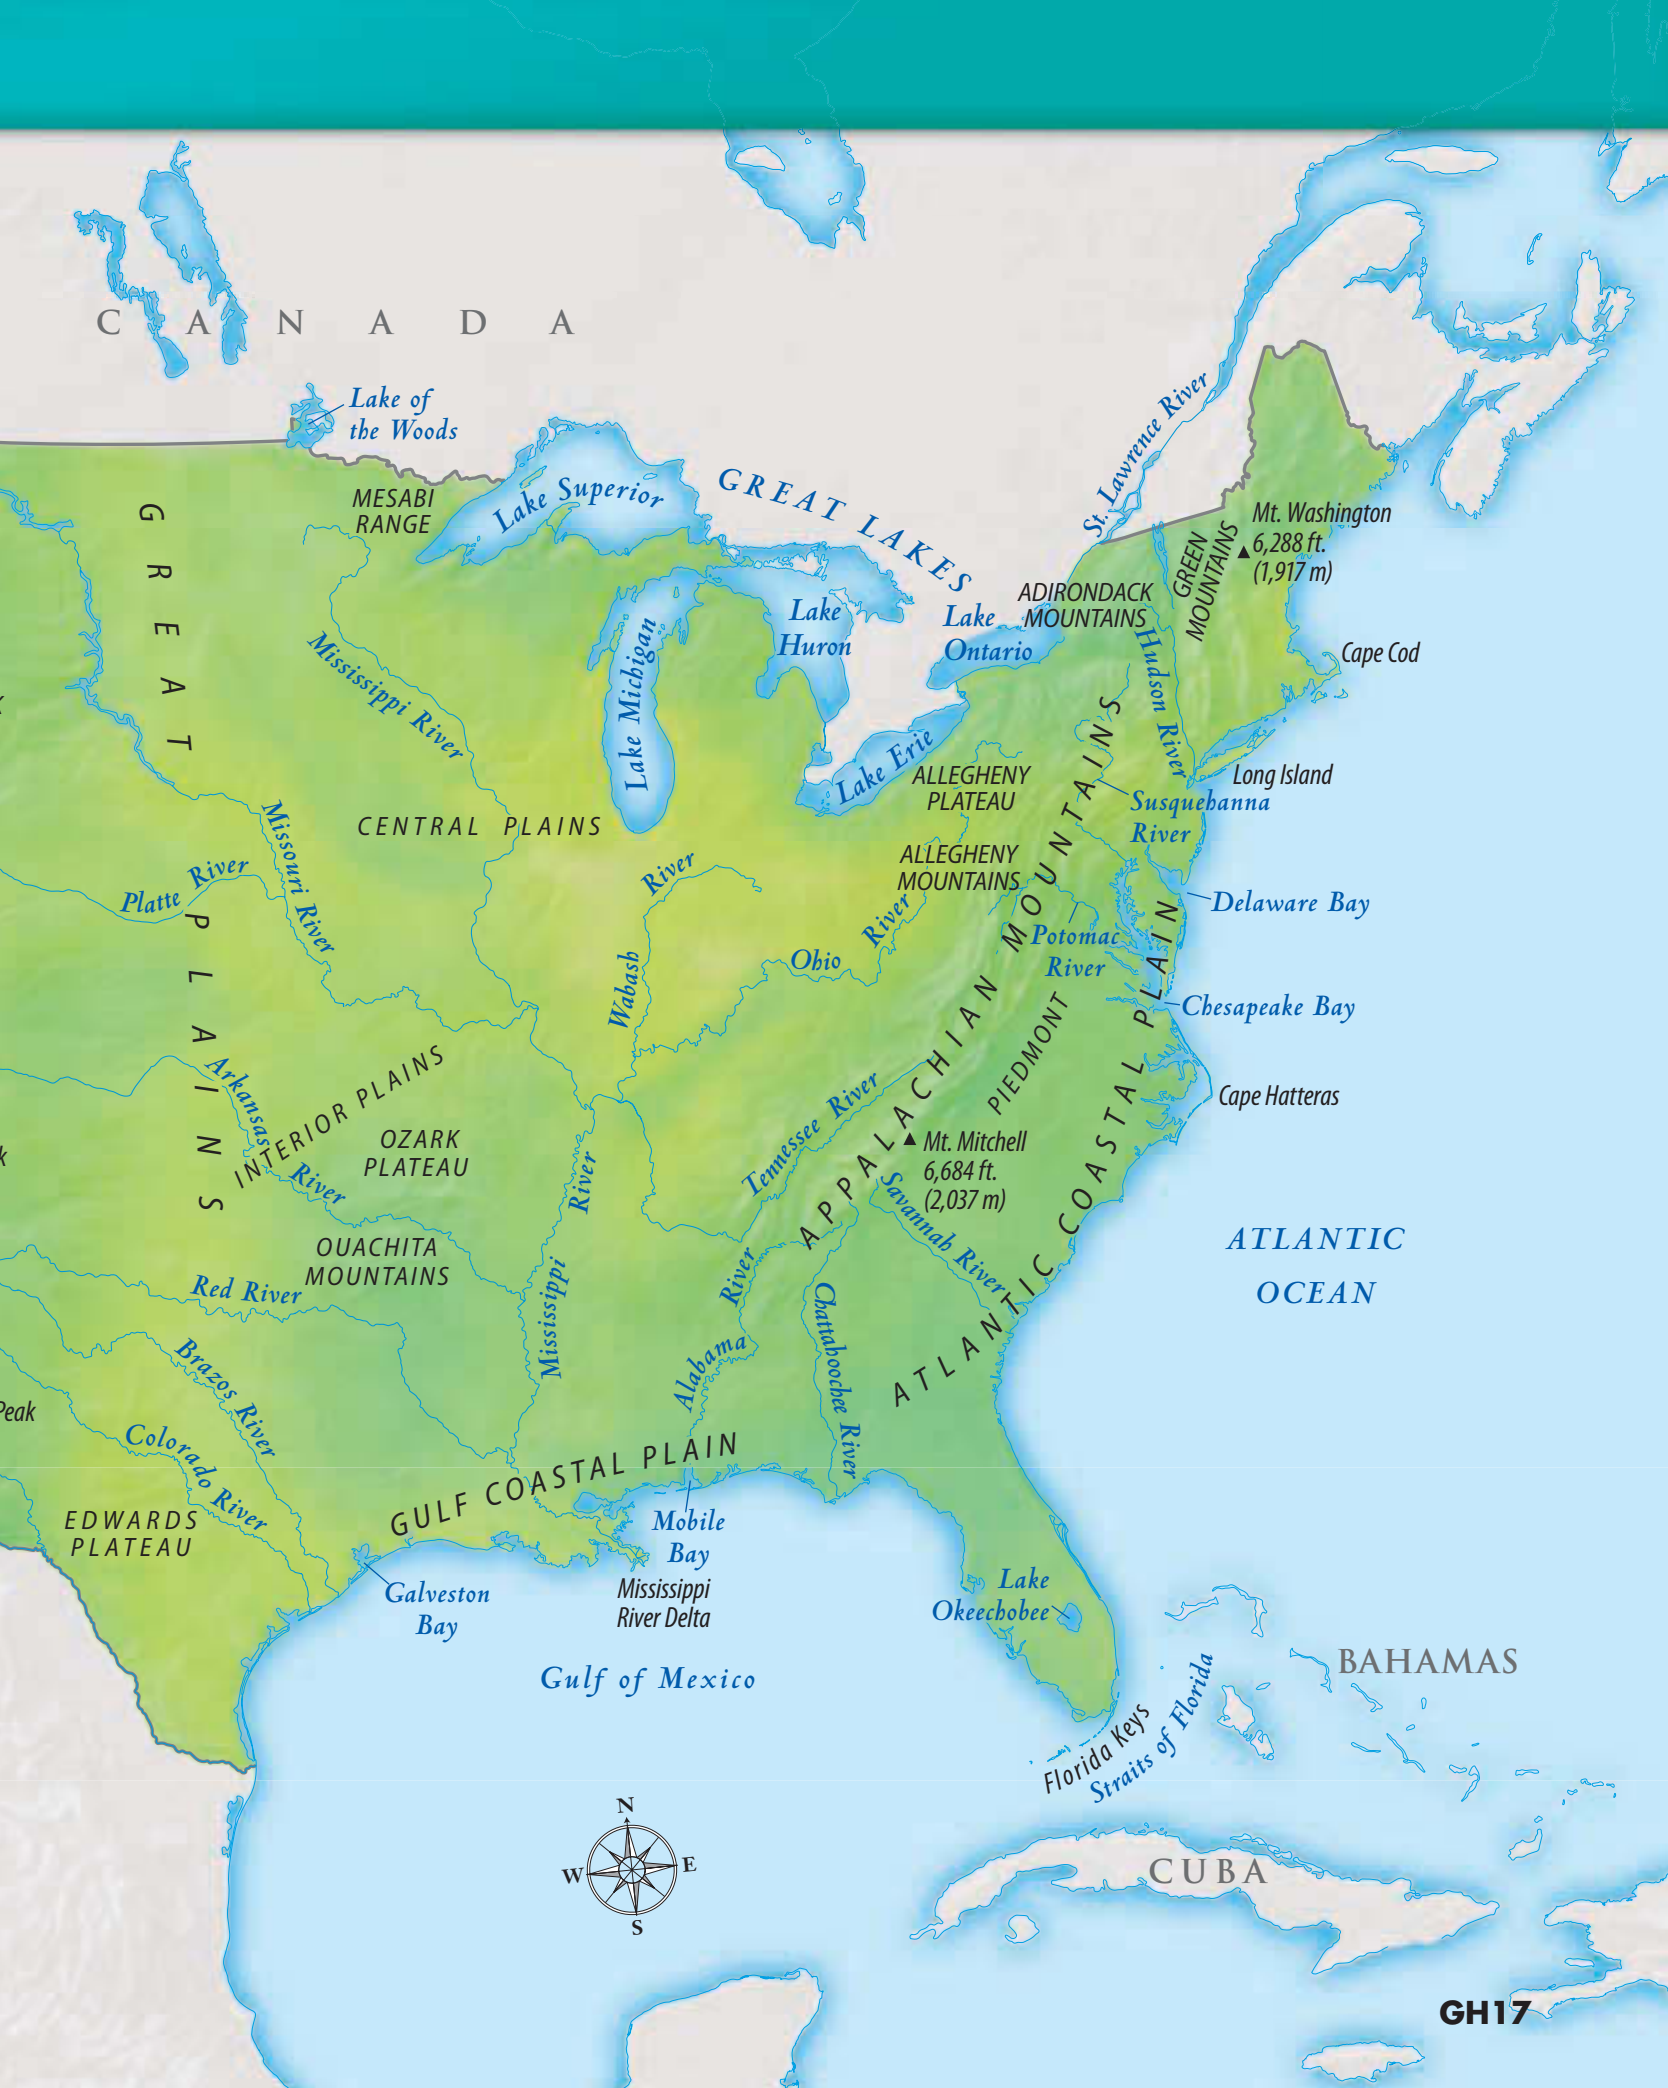 CANADA
Lake of
the Woods
MESABI
RANGE
Lake Superior
GREAT LAKES
St. Lawrence River
Mt. Washington
6,288 ft.
(1,917 m)
GREEN
MOUNTAINS
ADIRONDACK
MOUNTAINS
Lake
Huron
Lake
Ontario
Lake Michigan
Lake Erie
Hudson River
Cape Cod
Long Island
GREAT PLAINS
Mississippi River
CENTRAL PLAINS
ALLEGHENY
PLATEAU
Susquehanna
River
Missouri River
Platte River
ALLEGHENY
MOUNTAINS
Wabash River
Ohio River
APPALACHIAN MOUNTAINS
Potomac
River
Delaware Bay
Chesapeake Bay
PIEDMONT
ATLANTIC COASTAL PLAIN
Cape Hatteras
Arkansas River
INTERIOR PLAINS
OZARK
PLATEAU
Tennessee River
Mt. Mitchell
6,684 ft.
(2,037 m)
Savannah River
OUACHITA
MOUNTAINS
Red River
Mississippi River
Alabama River
Chattahoochee River
ATLANTIC
OCEAN
Brazos River
Colorado River
Peak
k
EDWARDS
PLATEAU
GULF COASTAL PLAIN
Galveston
Bay
Mobile
Bay
Mississippi
River Delta
Lake
Okeechobee
Gulf of Mexico
BAHAMAS
Florida Keys
Straits of Florida
N
W
E
S
CUBA
GH17